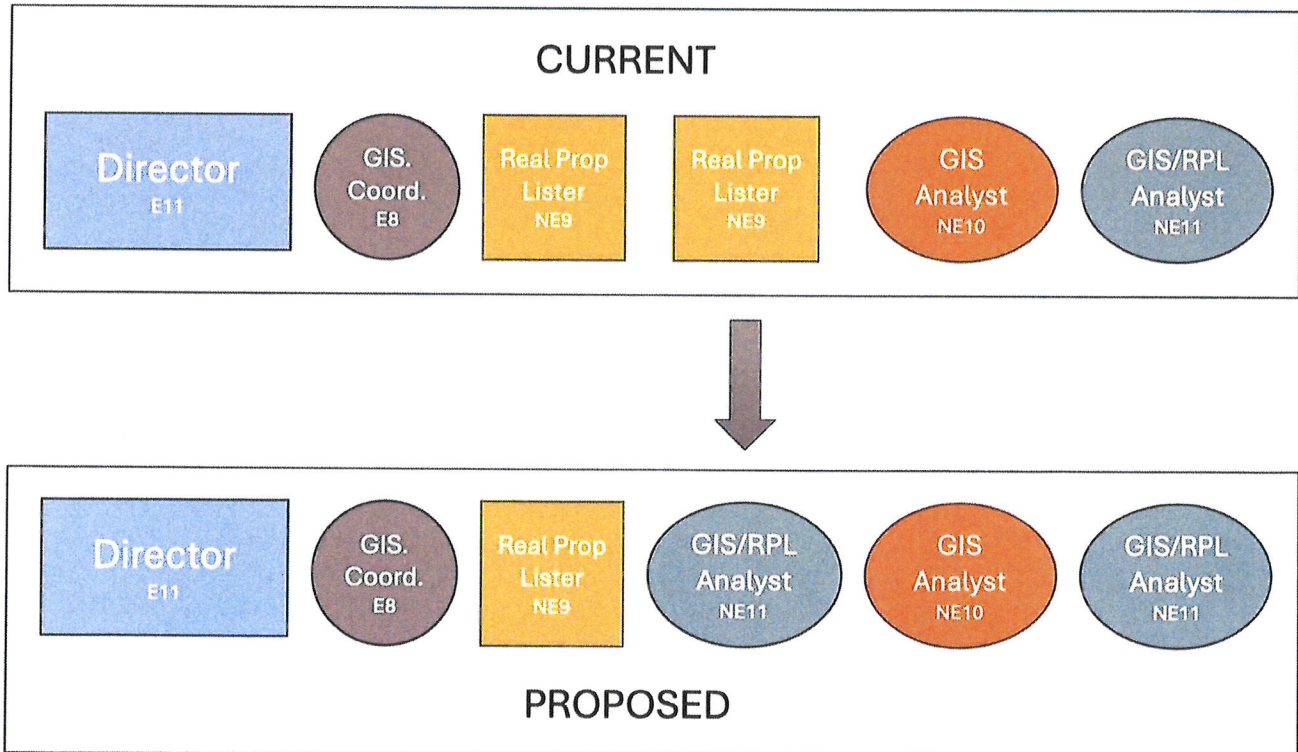 CURRENT
Director
E11
GIS.
Coord.
E8
Real Prop
Lister
NE9
Real Prop
Lister
NE9
GIS
Analyst
NE10
GIS/RPL
Analyst
NE11
Director
E11
GIS.
Coord.
E8
Real Prop
Lister
NE9
GIS/RPL
Analyst
NE11
GIS
Analyst
NE10
GIS/RPL
Analyst
NE11
PROPOSED